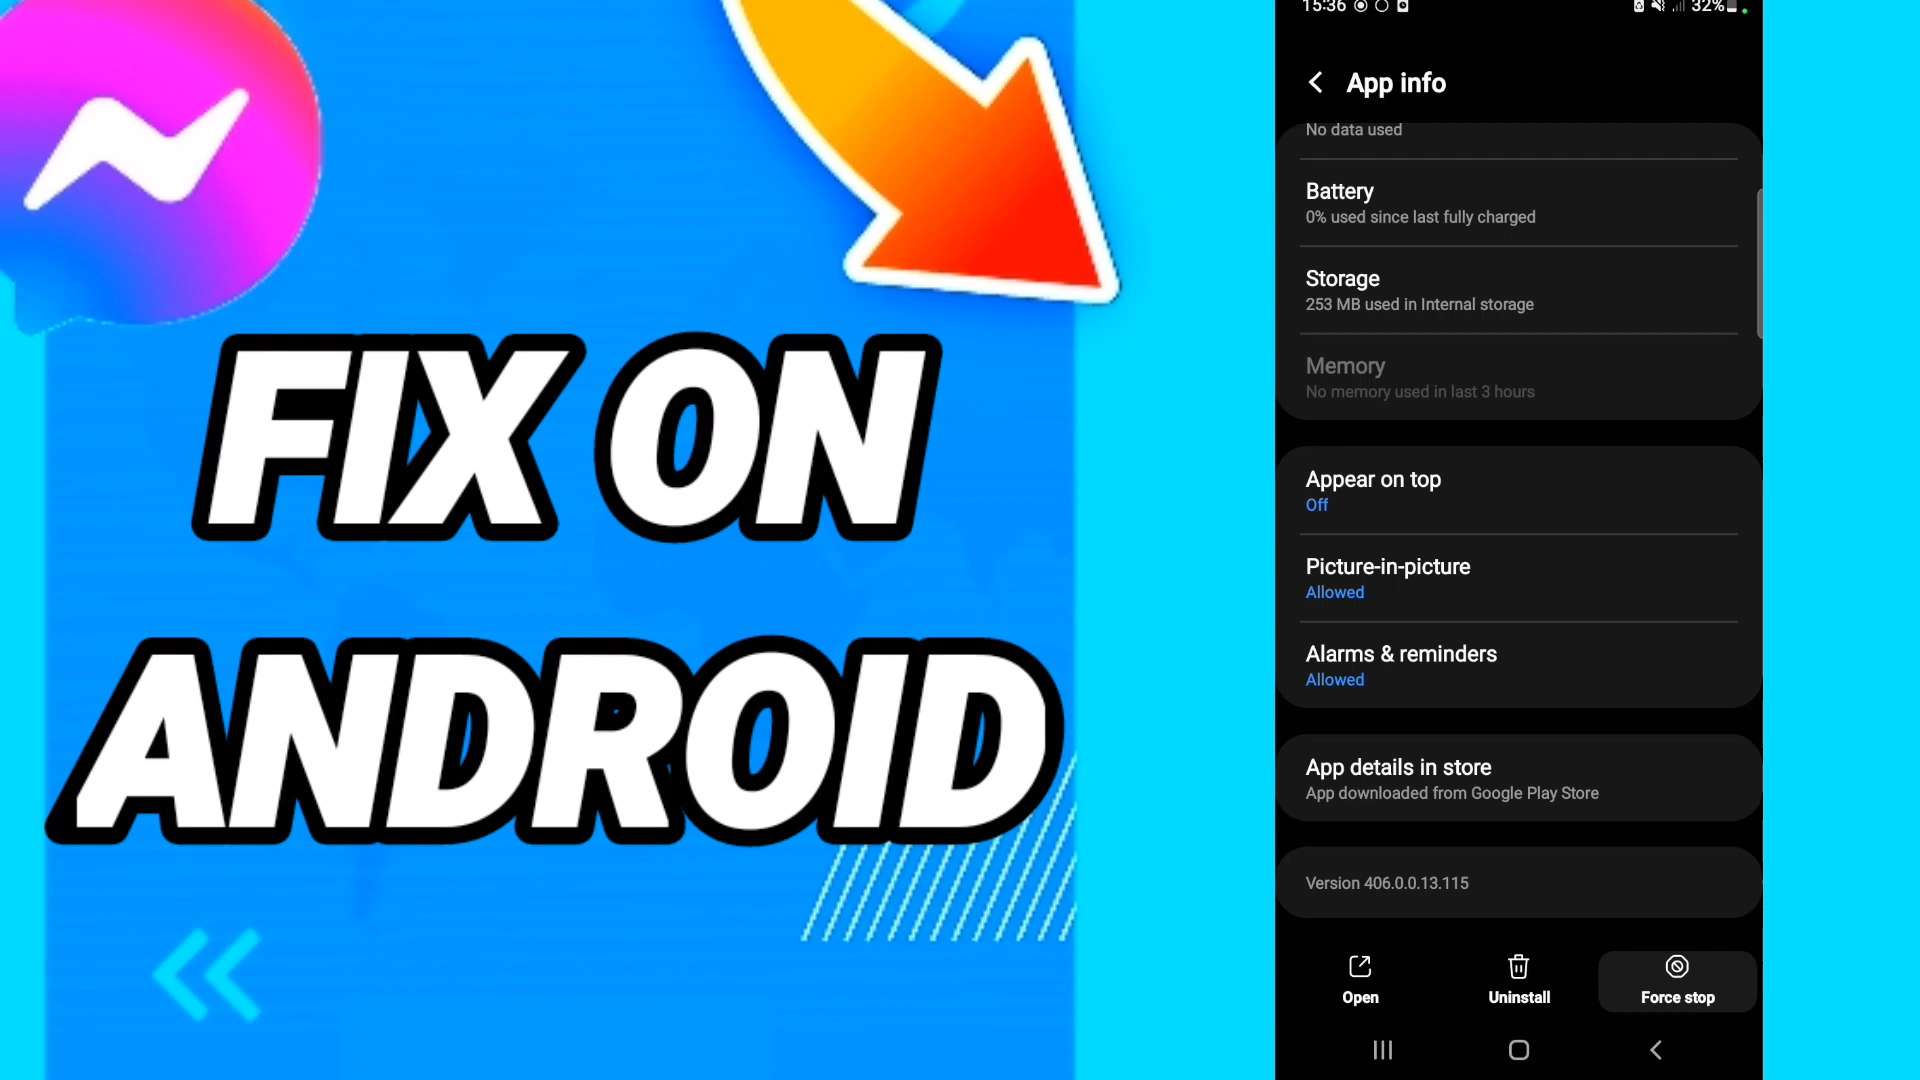 FIX ON
ANDROID
15:36
32%
App info
No data used
Battery
0% used since last fully charged
Storage
253 MB used in Internal storage
Memory
No memory used in last 3 hours
Appear on top
Off
Picture-in-picture
Allowed
Alarms & reminders
Allowed
App details in store
App downloaded from Google Play Store
Version 406.0.0.13.115
Open
Uninstall
Force stop